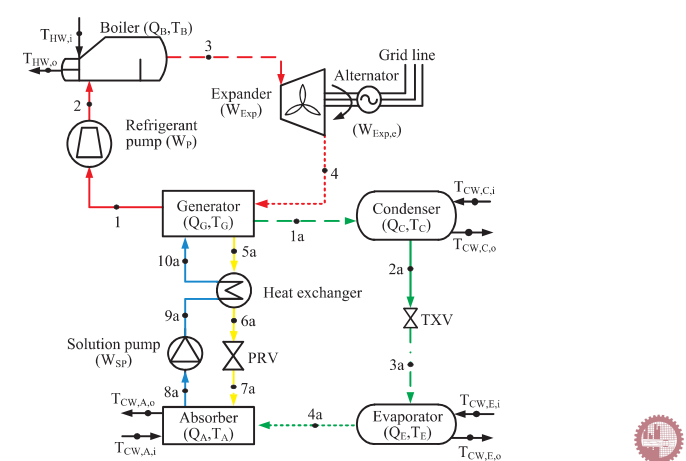 Boiler (Q_B,T_B)
T_HW,i
T_HW,o
3
Grid line
Alternator
Expander
(W_Exp)
(W_Exp,e)
2
Refrigerant
pump (W_P)
4
1
Generator
(Q_G,T_G)
1a
Condenser
(Q_C,T_C)
T_CW,C,i
T_CW,C,o
10a
5a
2a
Heat exchanger
9a
6a
TXV
Solution pump
(W_SP)
PRV
3a
8a
7a
T_CW,A,o
T_CW,A,i
Absorber
(Q_A,T_A)
4a
Evaporator
(Q_E,T_E)
T_CW,E,i
T_CW,E,o